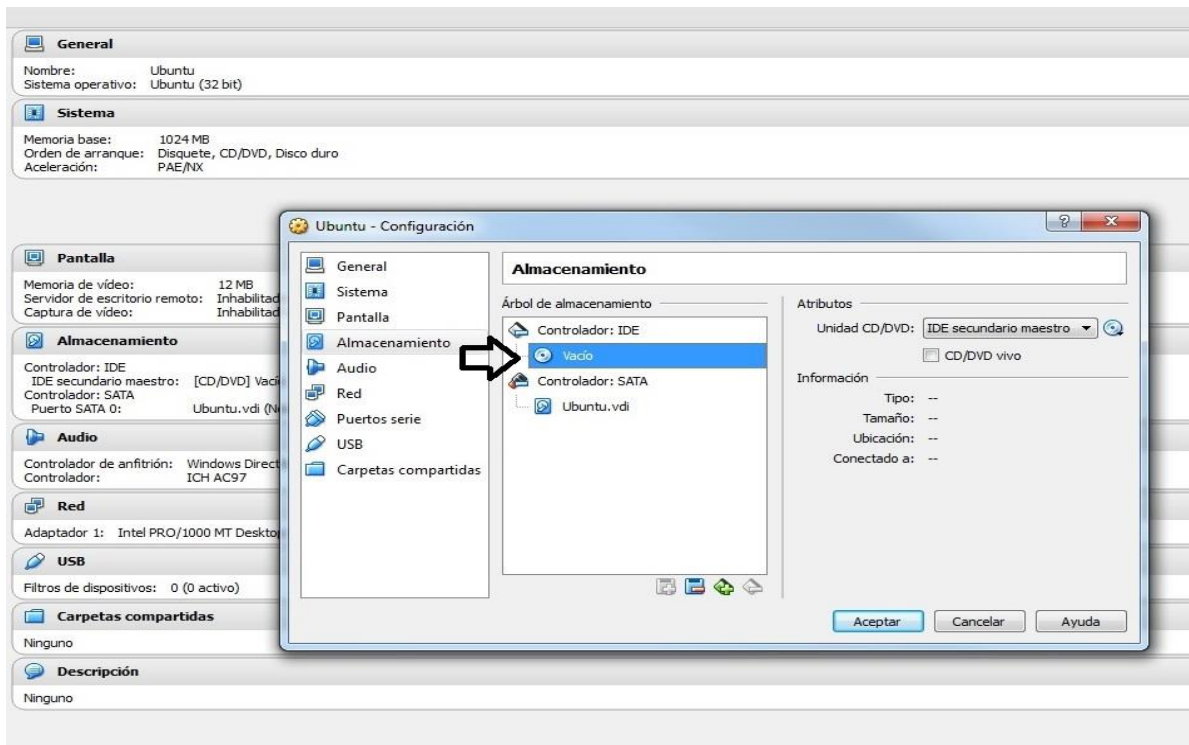 General
Nombre: Ubuntu
Sistema operativo: Ubuntu (32 bit)
Sistema
Memoria base: 1024 MB
Orden de arranque: Disquete, CD/DVD, Disco duro
Aceleración: PAE/NX
Pantalla
Memoria de vídeo: 12 MB
Servidor de escritorio remoto: Inhabilitad
Captura de vídeo: Inhabilitad
Almacenamiento
Controlador: IDE
IDE secundario maestro: [CD/DVD] Vací
Controlador: SATA
Puerto SATA 0: Ubuntu.vdi (N
Audio
Controlador de anfitrión: Windows Direct
Controlador: ICH AC97
Red
Adaptador 1: Intel PRO/1000 MT Deskto
USB
Filtros de dispositivos: 0 (0 activo)
Carpetas compartidas
Ninguno
Descripción
Ninguno
Ubuntu - Configuración
General
Sistema
Pantalla
Almacenamiento
Audio
Red
Puertos serie
USB
Carpetas compartidas
Almacenamiento
Árbol de almacenamiento
Controlador: IDE
Vacío
Controlador: SATA
Ubuntu.vdi
Atributos
Unidad CD/DVD: IDE secundario maestro
CD/DVD vivo
Información
Tipo: --
Tamaño: --
Ubicación: --
Conectado a: --
Aceptar Cancelar Ayuda